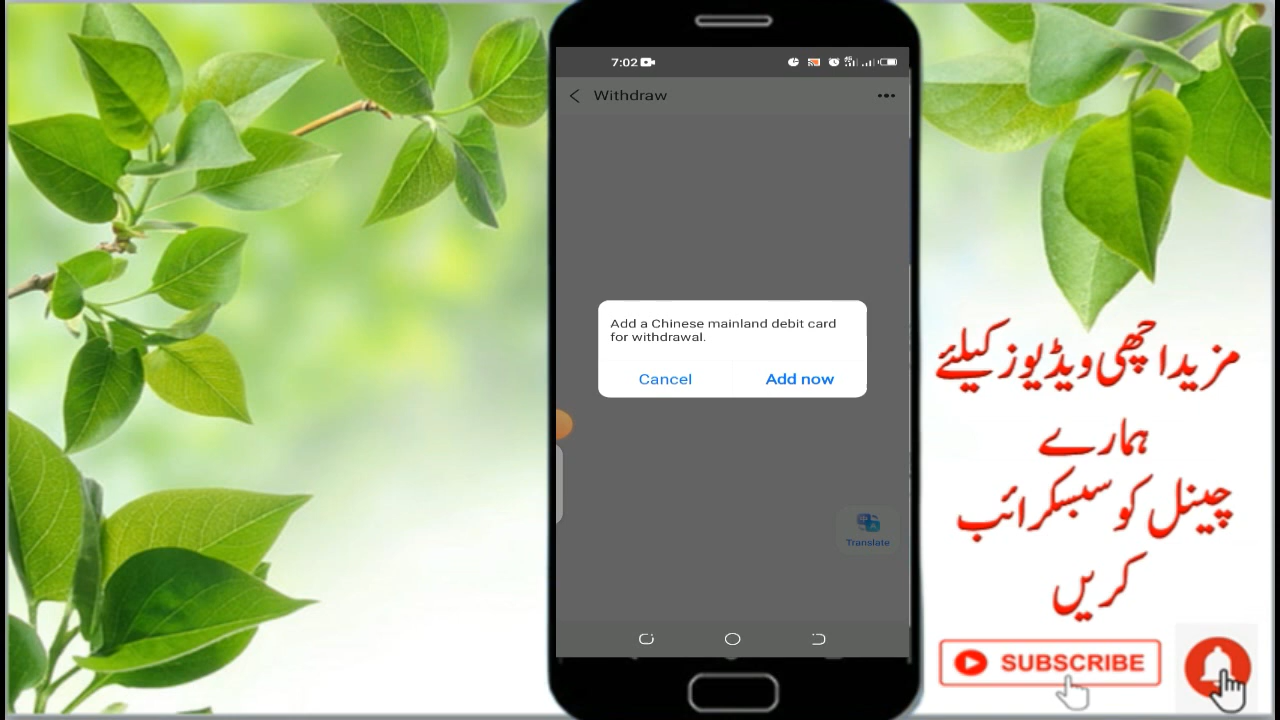 7:02
Withdraw
Add a Chinese mainland debit card
for withdrawal.
Cancel
Add now
Translate
مزید اچھی ویڈیوز کیلئے
ہمارے
چینل کو سبسکرائب
کریں
SUBSCRIBE